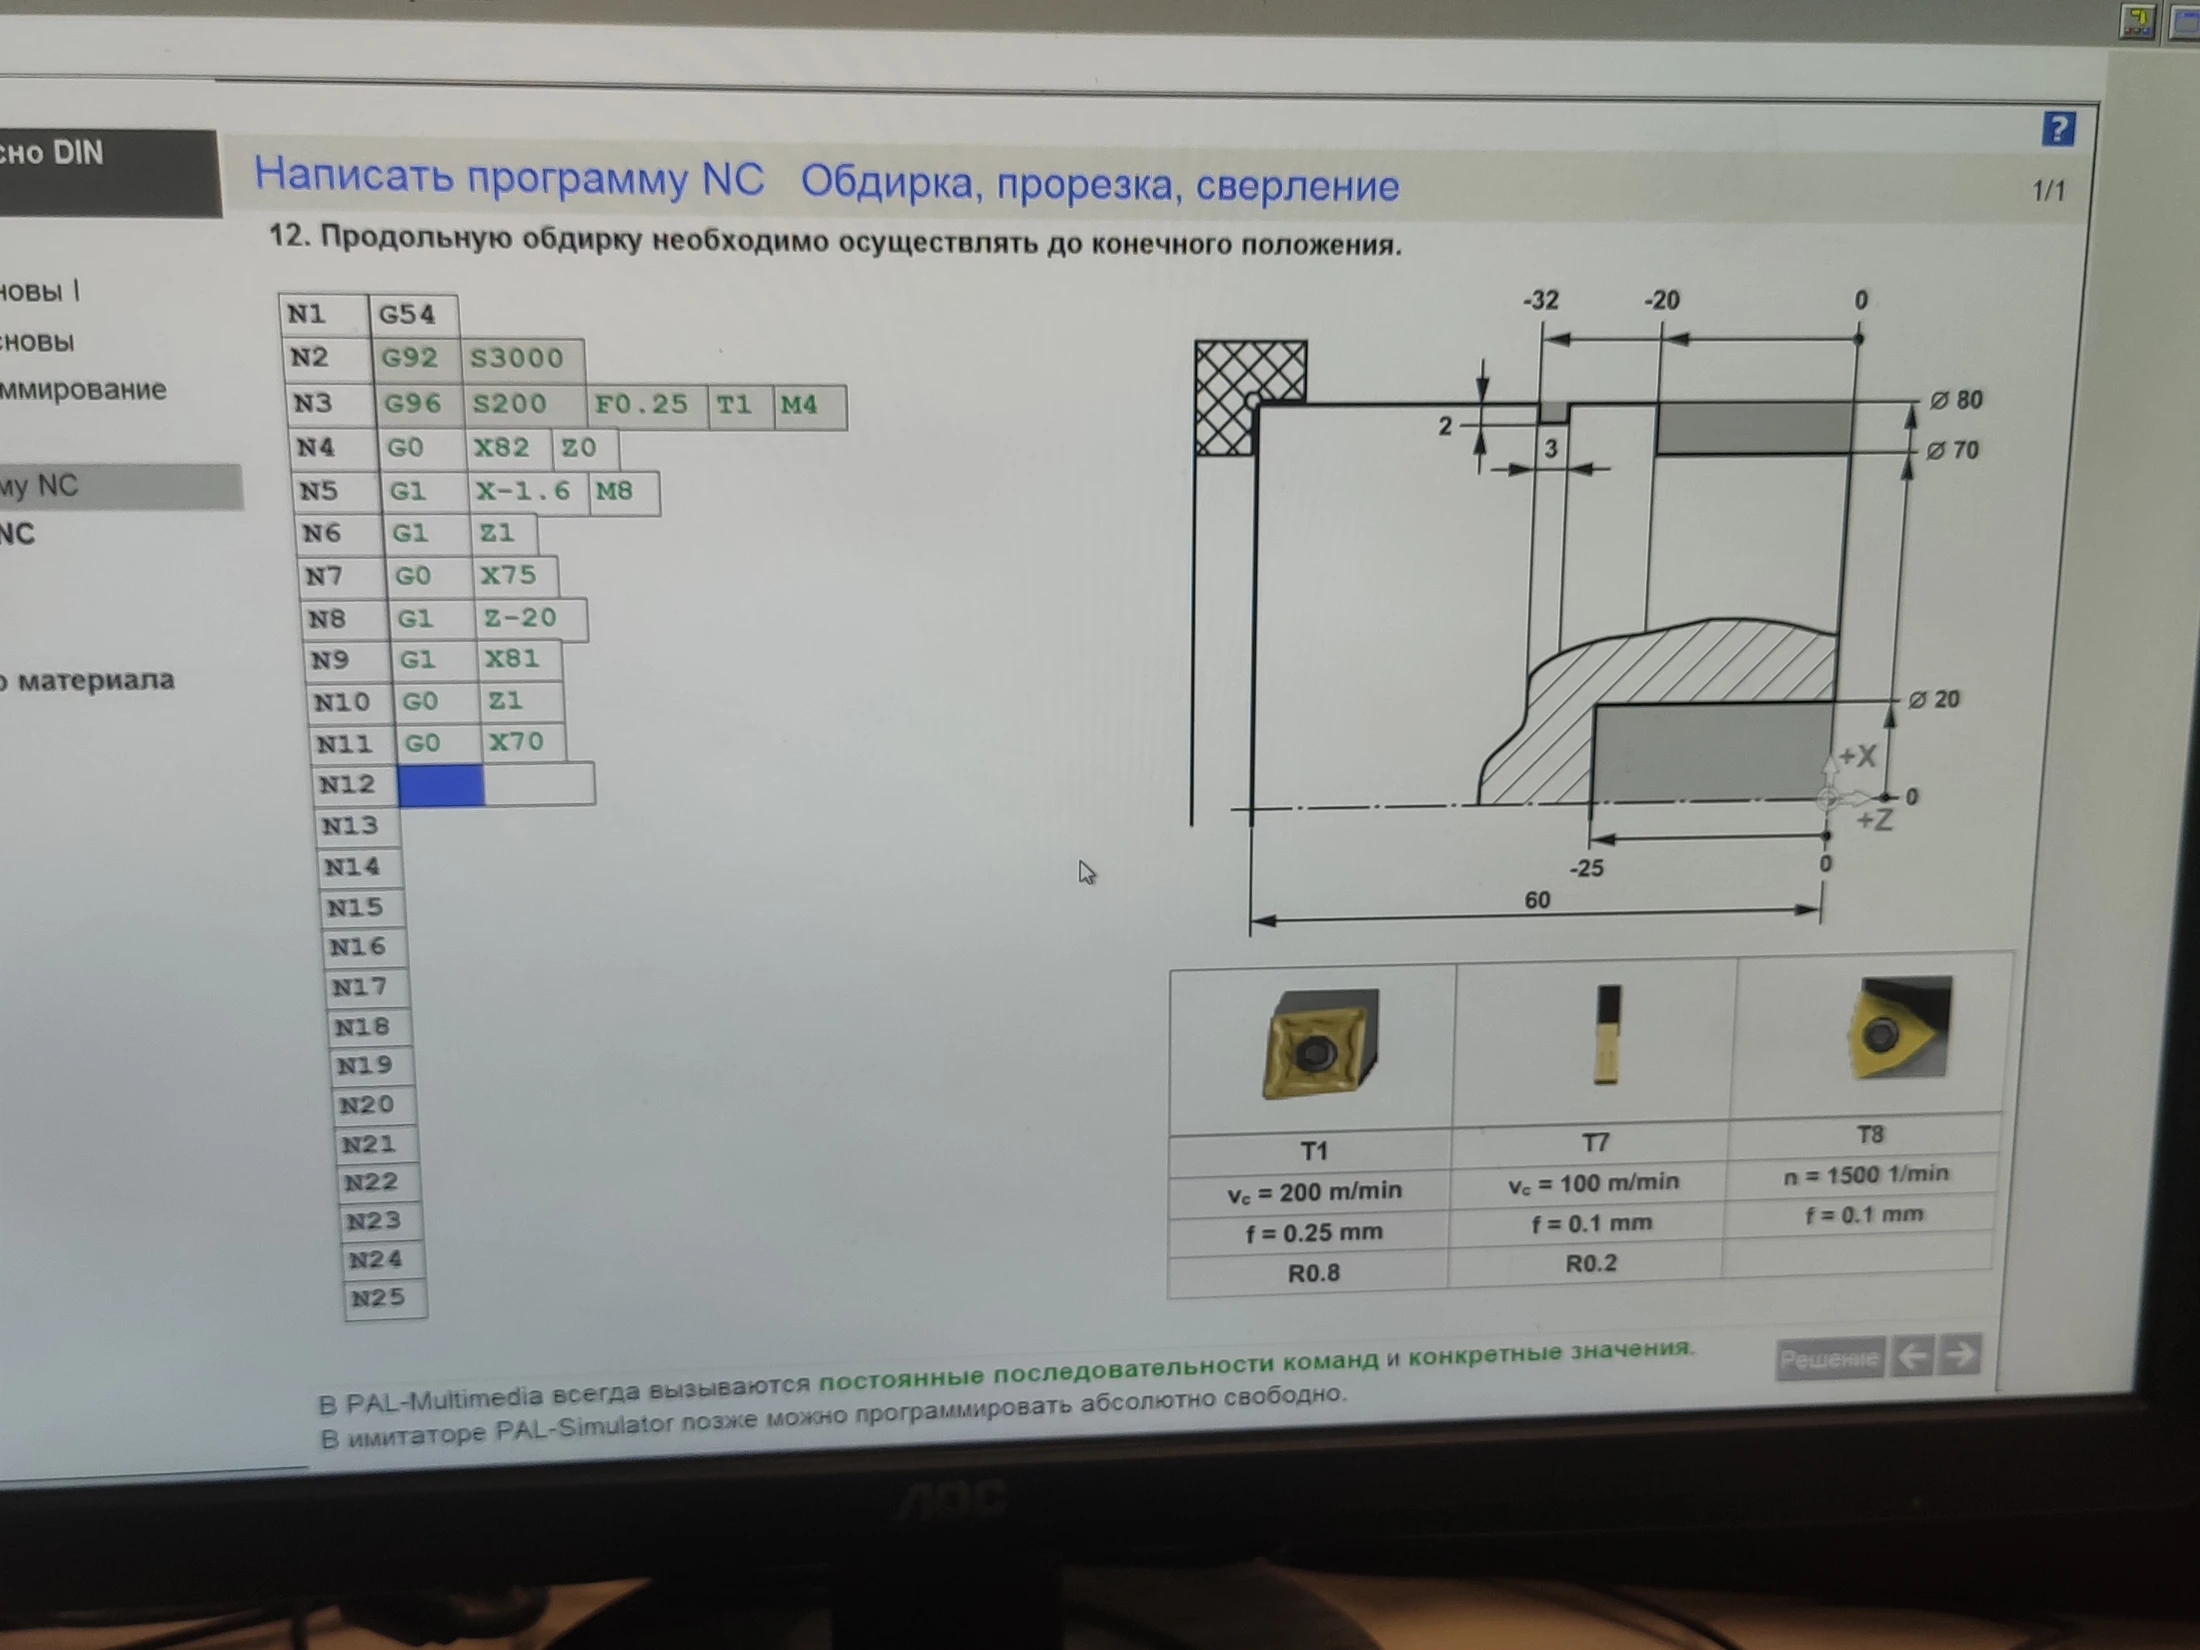 ?
сно DIN
Написать программу NC Обдирка, прорезка, сверление
1/1
12. Продольную обдирку необходимо осуществлять до конечного положения.
новы I
сновы
ммирование
му NC
NC
о материала
N1 G54
N2 G92 S3000
N3 G96 S200 F0.25 T1 M4
N4 G0 X82 Z0
N5 G1 X-1.6 M8
N6 G1 Z1
N7 G0 X75
N8 G1 Z-20
N9 G1 X81
N10 G0 Z1
N11 G0 X70
N12
N13
N14
N15
N16
N17
N18
N19
N20
N21
N22
N23
N24
N25
-32 -20 0
Ø 80
2
3
Ø 70
Ø 20
+X
0
+Z
-25 0
60
T1 T7 T8
vc = 200 m/min vc = 100 m/min n = 1500 1/min
f = 0.25 mm f = 0.1 mm f = 0.1 mm
R0.8 R0.2
В PAL-Multimedia всегда вызываются постоянные последовательности команд и конкретные значения.
В имитаторе PAL-Simulator позже можно программировать абсолютно свободно.
Решение
AOC